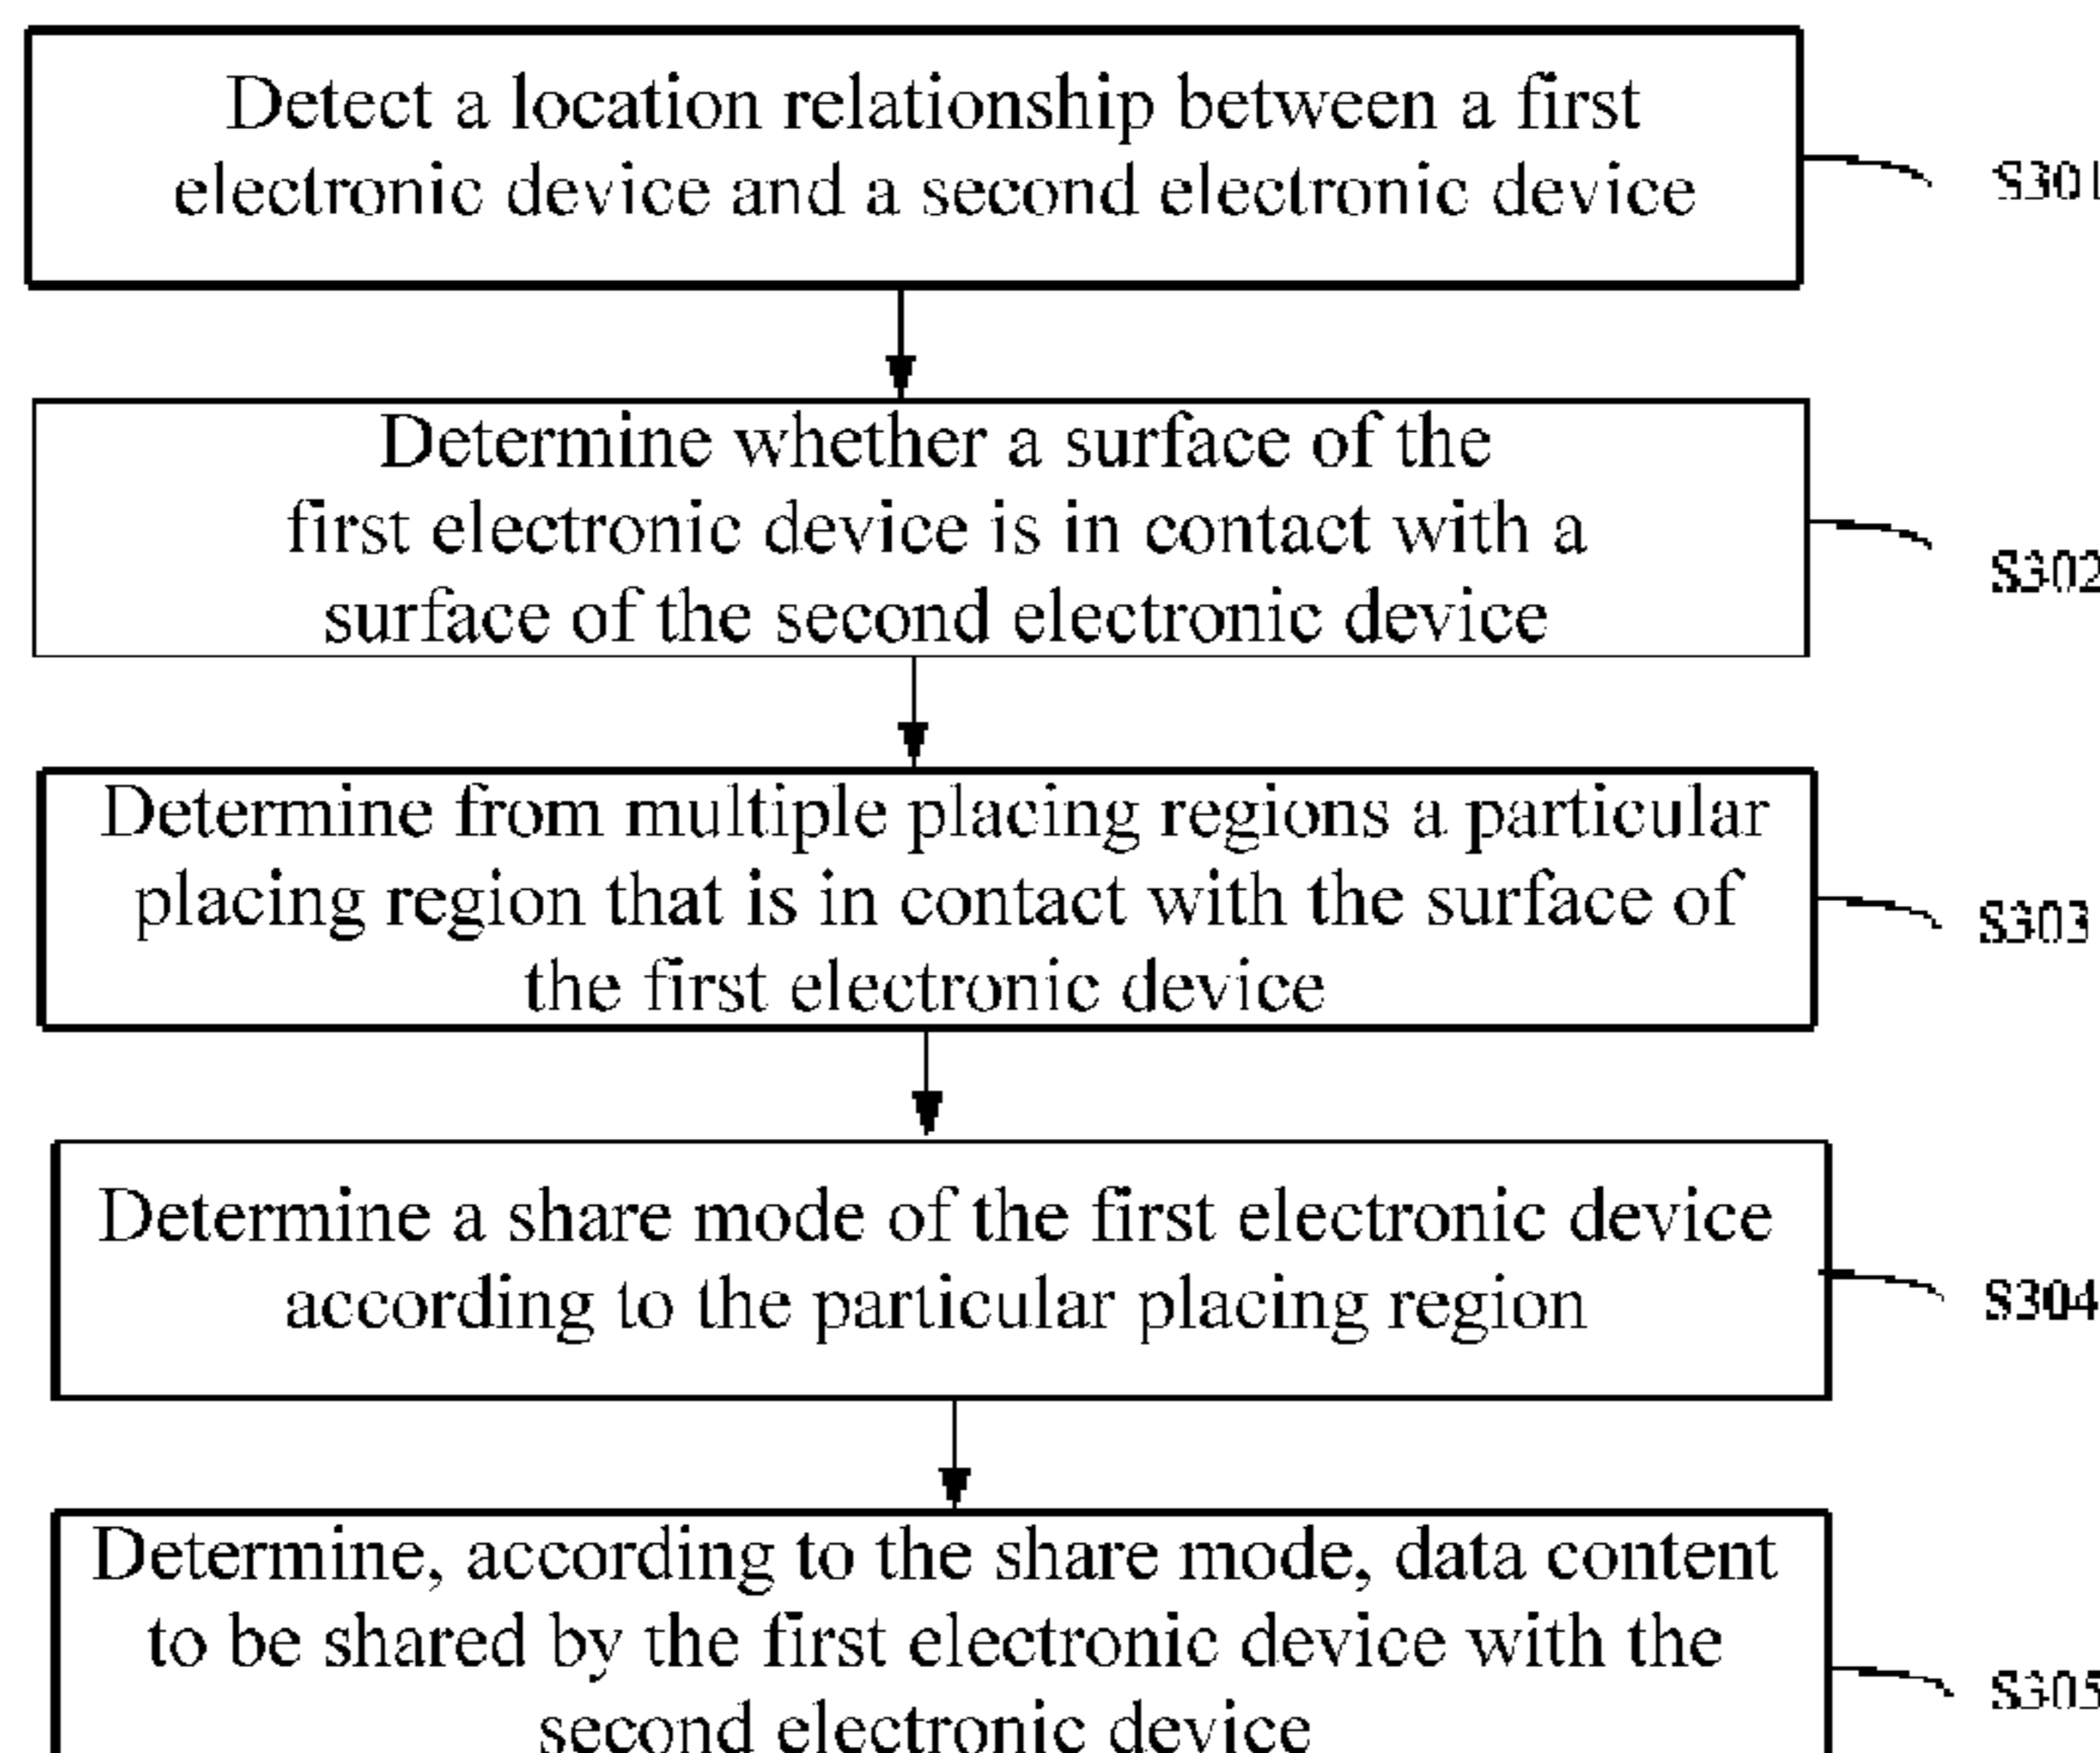 Detect a location relationship between a first
electronic device and a second electronic device
S301
Determine whether a surface of the
first electronic device is in contact with a
surface of the second electronic device
S302
Determine from multiple placing regions a particular
placing region that is in contact with the surface of
the first electronic device
S303
Determine a share mode of the first electronic device
according to the particular placing region
S304
Determine, according to the share mode, data content
to be shared by the first electronic device with the
second electronic device
S305